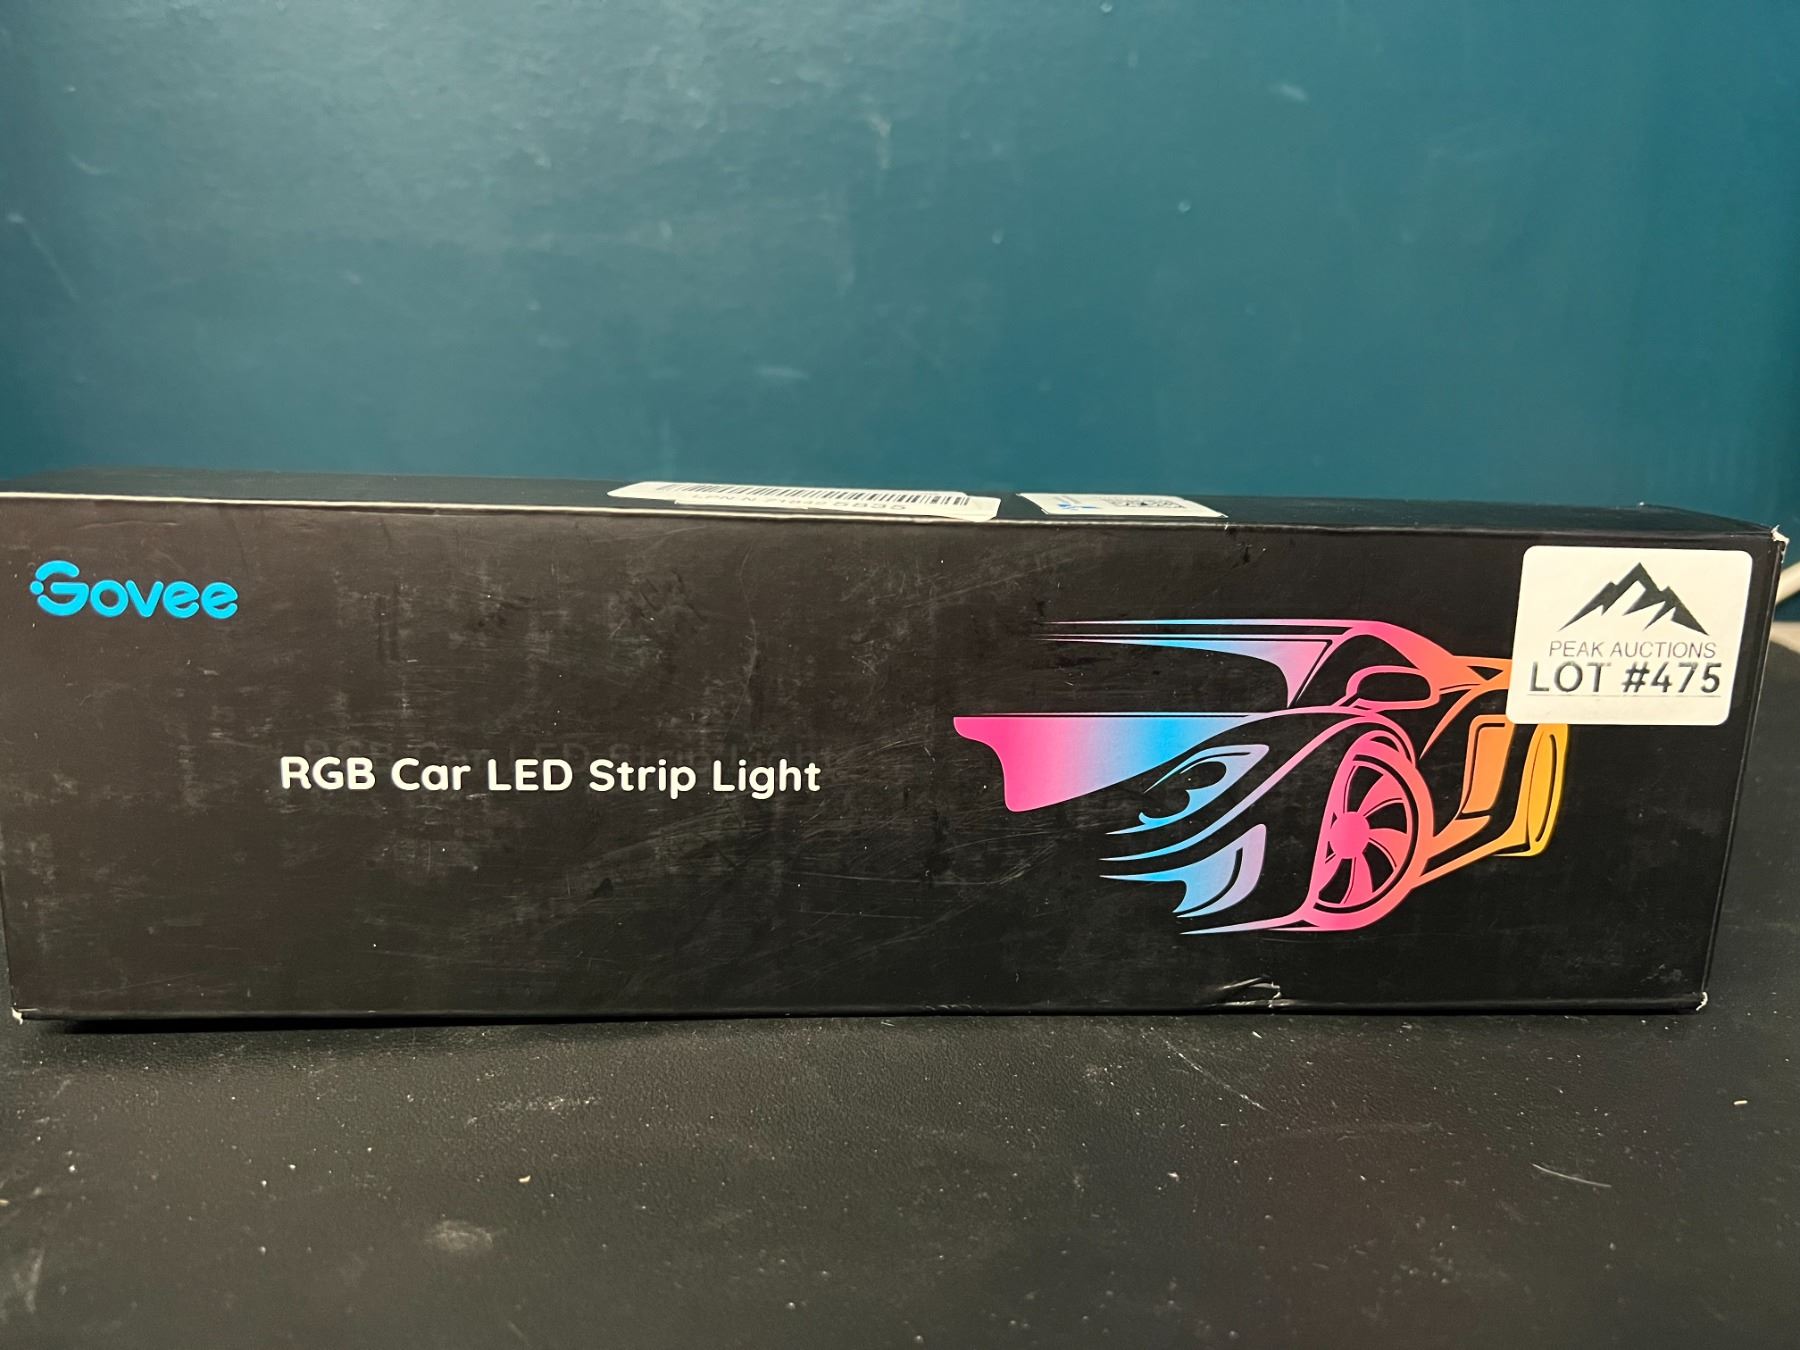 Govee
RGB Car LED Strip Light
PEAK AUCTIONS
LOT #475